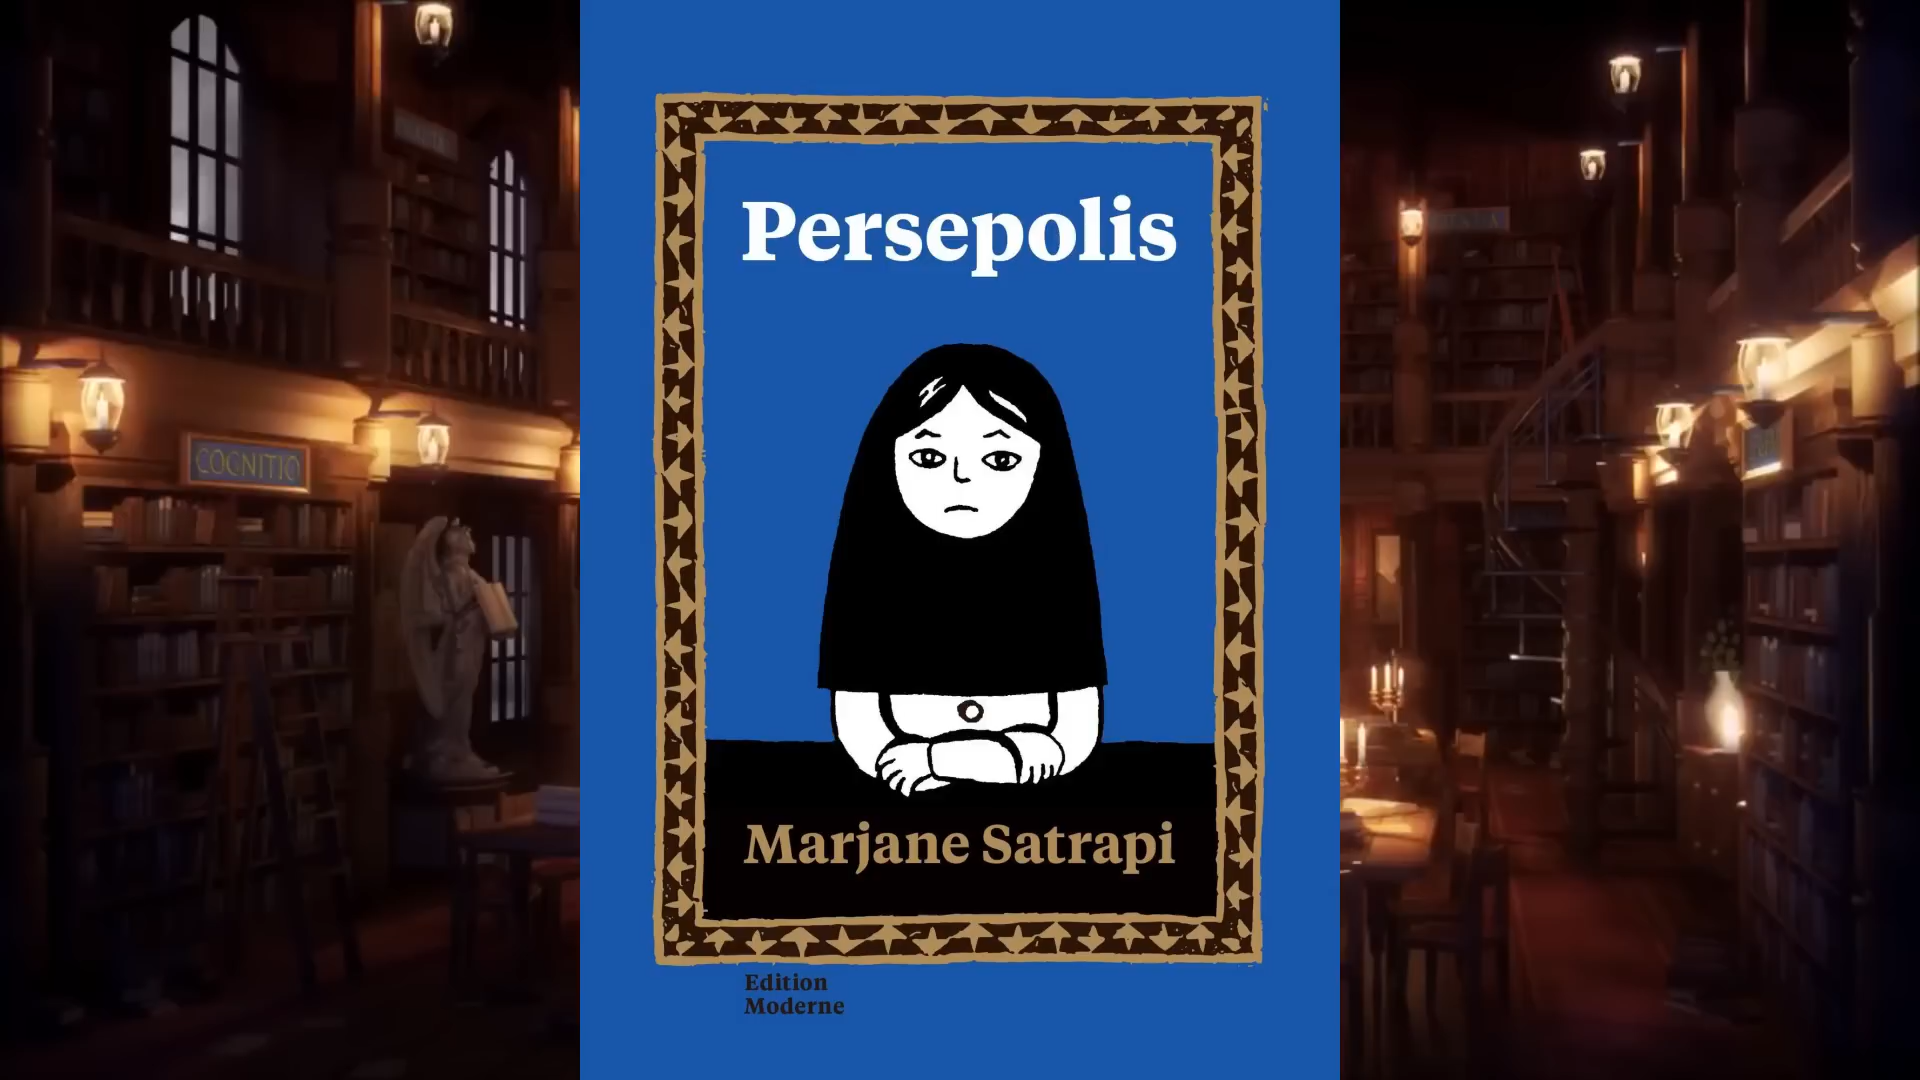 COGNITIO
Persepolis
Marjane Satrapi
Edition
Moderne